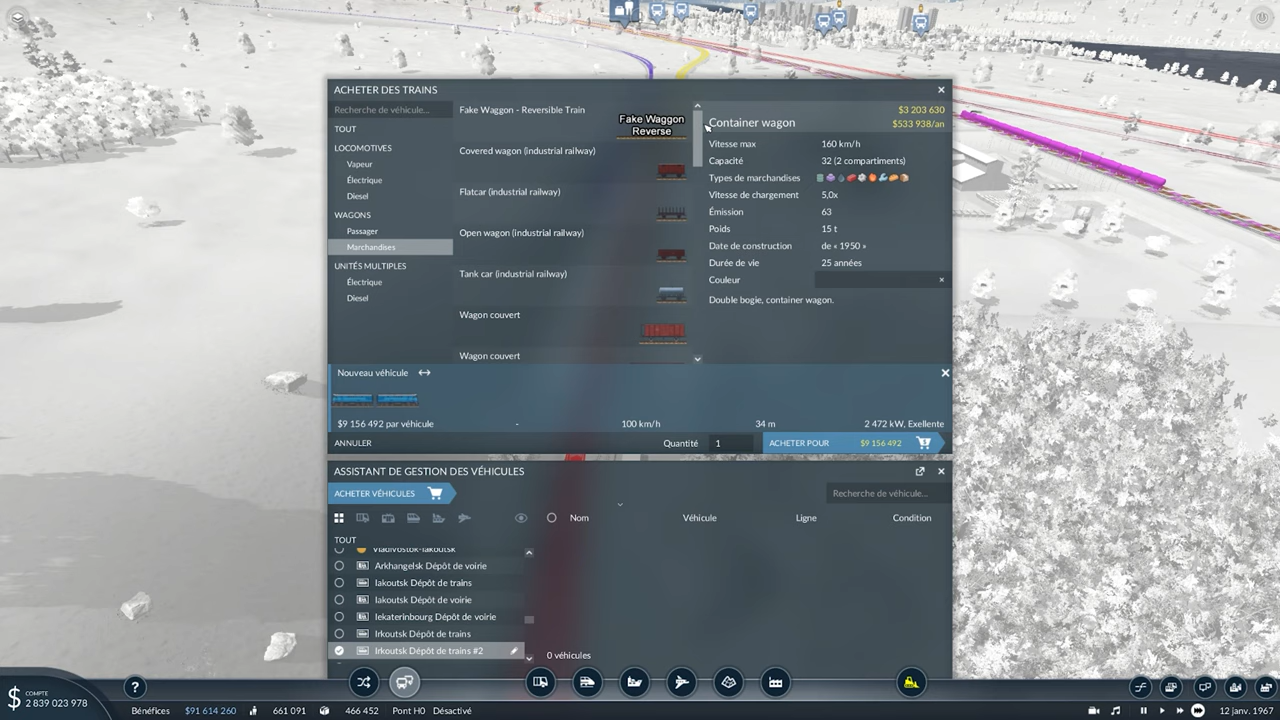 ACHETER DES TRAINS
Recherche de véhicule...
TOUT
LOCOMOTIVES
Vapeur
Électrique
Diesel
WAGONS
Passager
Marchandises
UNITÉS MULTIPLES
Électrique
Diesel
Fake Waggon - Reversible Train
Fake Waggon
Reverse
Covered wagon (industrial railway)
Flatcar (industrial railway)
Open wagon (industrial railway)
Tank car (industrial railway)
Wagon couvert
Wagon couvert
$3 203 630
Container wagon
$533 938/an
Vitesse max 160 km/h
Capacité 32 (2 compartiments)
Types de marchandises
Vitesse de chargement 5,0x
Émission 63
Poids 15 t
Date de construction de « 1950 »
Durée de vie 25 années
Couleur
Double bogie, container wagon.
Nouveau véhicule
$9 156 492 par véhicule - 100 km/h 34 m 2 472 kW, Exellente
ANNULER Quantité 1 ACHETER POUR $9 156 492
ASSISTANT DE GESTION DES VÉHICULES
ACHETER VÉHICULES
Recherche de véhicule...
Nom Véhicule Ligne Condition
TOUT
Vladivostok-Iakoutsk
Arkhangelsk Dépôt de voirie
Iakoutsk Dépôt de trains
Iakoutsk Dépôt de voirie
Iekaterinbourg Dépôt de voirie
Irkoutsk Dépôt de trains
Irkoutsk Dépôt de trains #2
0 véhicules
$ COMPTE
2 839 023 978
?
Bénéfices $91 614 260 661 091 466 452 Pont H0 Désactivé 12 janv. 1967